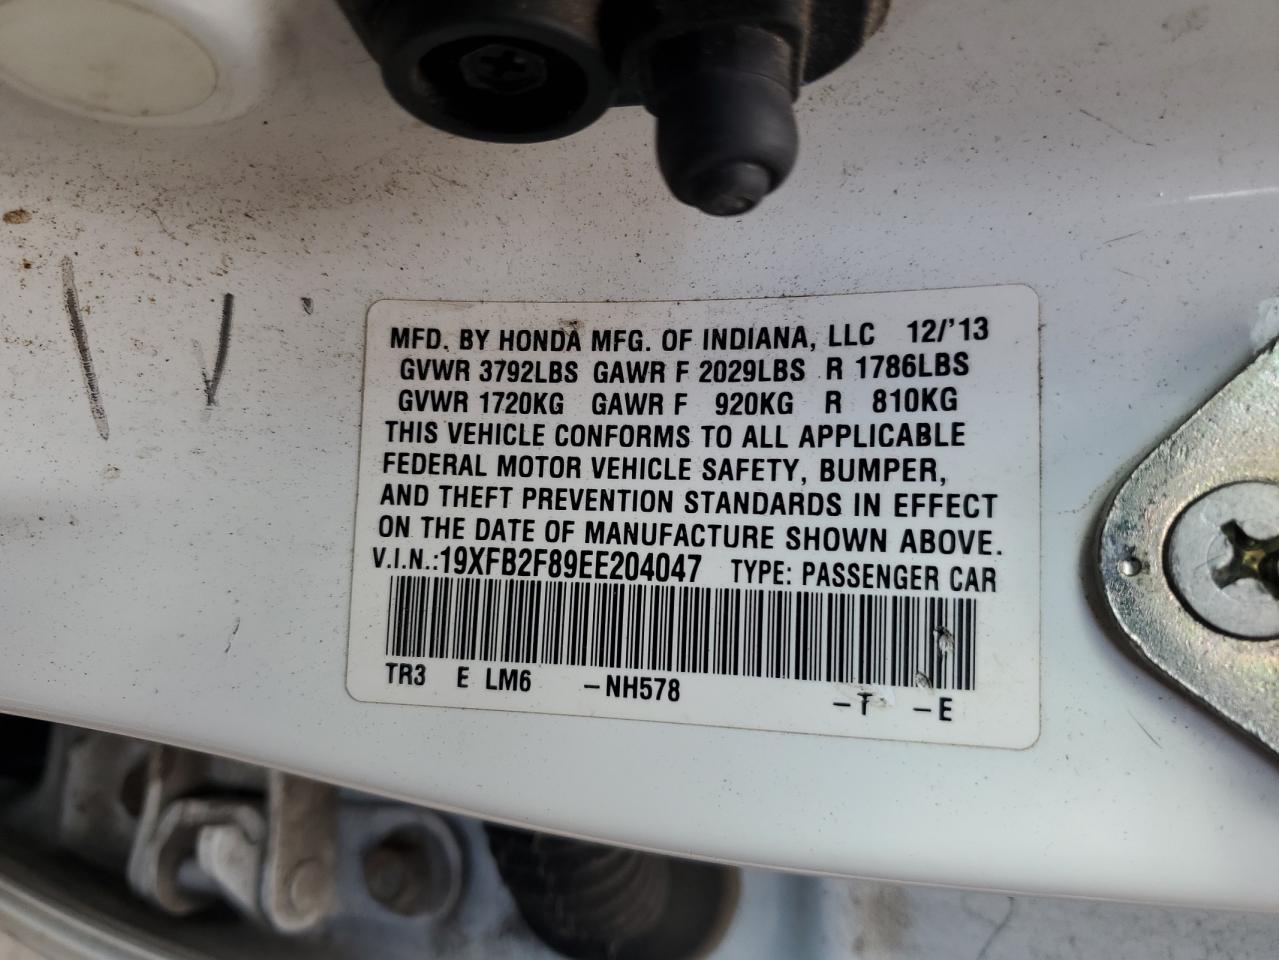 MFD. BY HONDA MFG. OF INDIANA, LLC 12/'13
GVWR 3792LBS GAWR F 2029LBS R 1786LBS
GVWR 1720KG GAWR F 920KG R 810KG
THIS VEHICLE CONFORMS TO ALL APPLICABLE
FEDERAL MOTOR VEHICLE SAFETY, BUMPER,
AND THEFT PREVENTION STANDARDS IN EFFECT
ON THE DATE OF MANUFACTURE SHOWN ABOVE.
V.I.N.:19XFB2F89EE204047 TYPE: PASSENGER CAR
TR3 E LM6 -NH578 -T -E